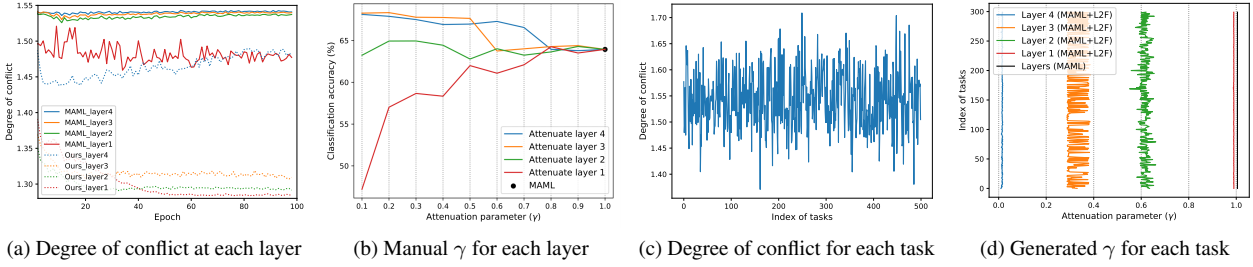 1.55
1.50
1.45
1.40
1.35
1.30
20
40
60
80
100
Epoch
Degree of conflict
MAML_layer4
MAML_layer3
MAML_layer2
MAML_layer1
Ours_layer4
Ours_layer3
Ours_layer2
Ours_layer1
(a) Degree of conflict at each layer
65
60
55
50
0.1
0.2
0.3
0.4
0.5
0.6
0.7
0.8
0.9
1.0
Attenuation parameter (γ)
Classification accuracy (%)
Attenuate layer 4
Attenuate layer 3
Attenuate layer 2
Attenuate layer 1
MAML
(b) Manual γ for each layer
1.70
1.65
1.60
1.55
1.50
1.45
1.40
0
100
200
300
400
500
Index of tasks
Degree of conflict
(c) Degree of conflict for each task
300
250
200
150
100
50
0
0.0
0.2
0.4
0.6
0.8
1.0
Attenuation parameter (γ)
Index of tasks
Layer 4 (MAML+L2F)
Layer 3 (MAML+L2F)
Layer 2 (MAML+L2F)
Layer 1 (MAML+L2F)
Layers (MAML)
(d) Generated γ for each task